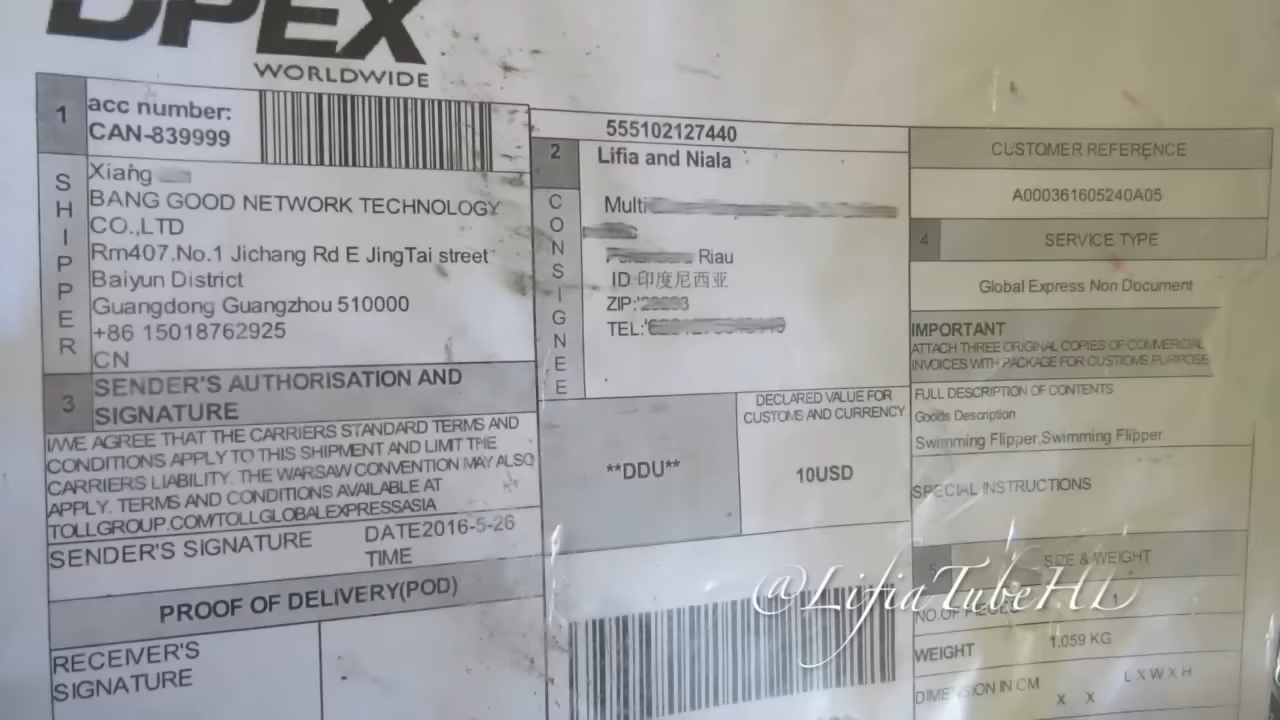 DPEX
WORLDWIDE
1
acc number:
CAN-839999
SHIPPER
Xiang
BANG GOOD NETWORK TECHNOLOGY
CO.,LTD
Rm407.No.1 Jichang Rd E JingTai street
Baiyun District
Guangdong Guangzhou 510000
+86 15018762925
CN
3
SENDER'S AUTHORISATION AND
SIGNATURE
I/WE AGREE THAT THE CARRIERS STANDARD TERMS AND
CONDITIONS APPLY TO THIS SHIPMENT AND LIMIT THE
CARRIERS LIABILITY. THE WARSAW CONVENTION MAY ALSO
APPLY. TERMS AND CONDITIONS AVAILABLE AT
TOLLGROUP.COM/TOLLGLOBALEXPRESSASIA
SENDER'S SIGNATURE
DATE2016-5-26
TIME
PROOF OF DELIVERY(POD)
RECEIVER'S
SIGNATURE
555102127440
2
CONSIGNEE
Lifia and Niala
Multi
Riau
ID 印度尼西亚
ZIP:'
TEL:'
**DDU**
DECLARED VALUE FOR
CUSTOMS AND CURRENCY
10USD
CUSTOMER REFERENCE
A000361605240A05
4
SERVICE TYPE
Global Express Non Document
IMPORTANT
ATTACH THREE ORIGINAL COPIES OF COMMERCIAL
INVOICES WITH PACKAGE FOR CUSTIOMS PURPOSE
FULL DESCRIPTION OF CONTENTS
Goods Description
Swimming Flipper,Swimming Flipper
SPECIAL INSTRUCTIONS
5
SIZE & WEIGHT
@LifiaTubeHL
NO.OF PIECES
1
WEIGHT
1.059 KG
DIMENSION IN CM
L X W X H
X X